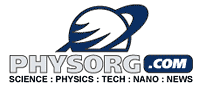 PHYSORG.COM
SCIENCE : PHYSICS : TECH : NANO : NEWS